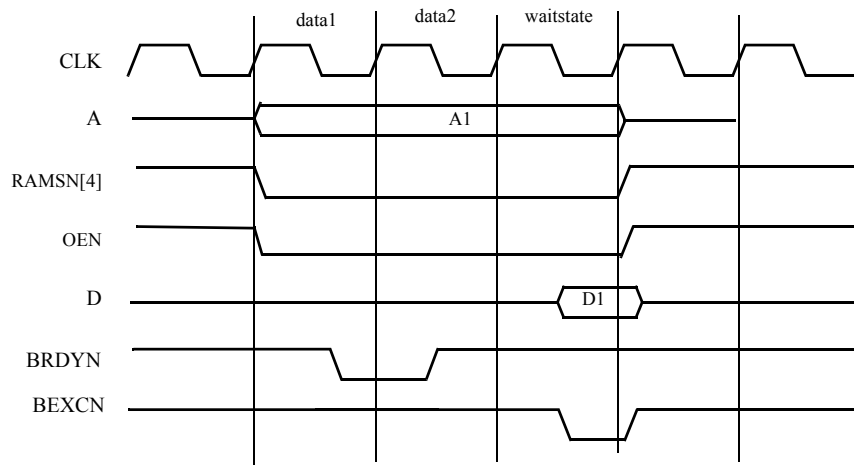 data1 data2 waitstate
CLK
A A1
RAMSN[4]
OEN
D D1
BRDYN
BEXCN